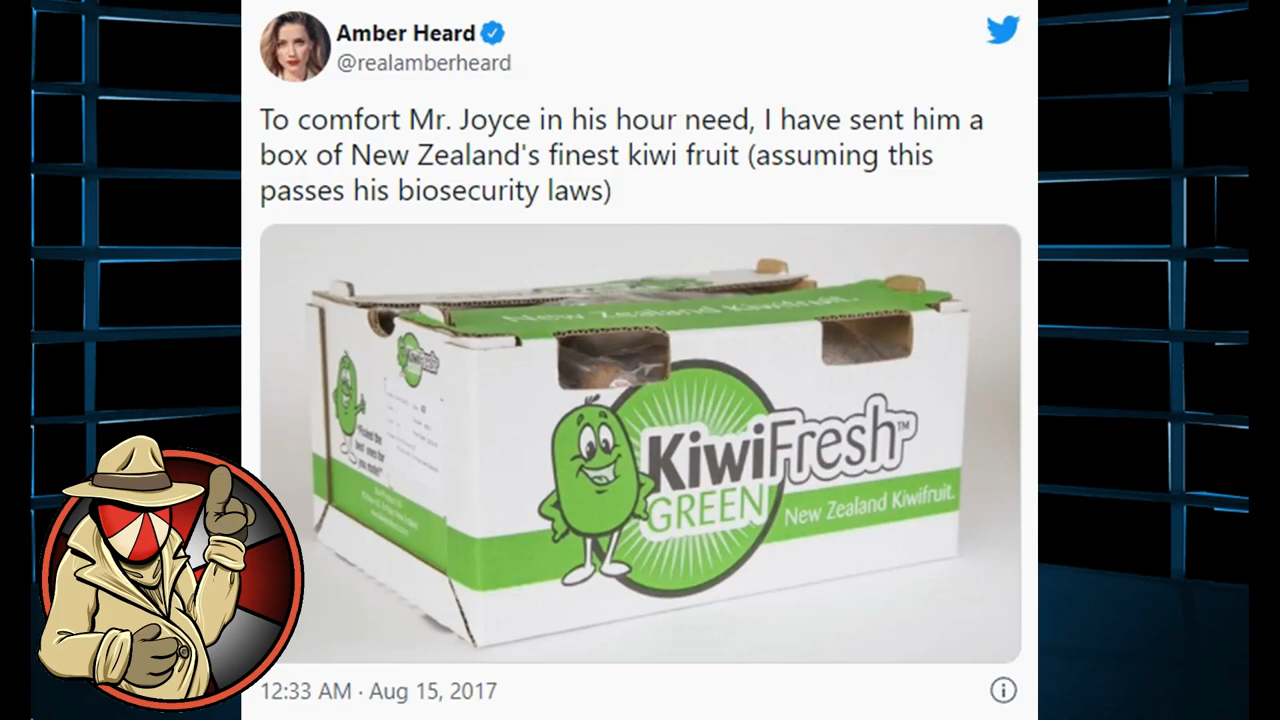 Amber Heard
@realamberheard
To comfort Mr. Joyce in his hour need, I have sent him a
box of New Zealand's finest kiwi fruit (assuming this
passes his biosecurity laws)
New Zealand Kiwifruit.
KiwiFresh
KiwiFresh™
GREEN
New Zealand Kiwifruit.
12:33 AM · Aug 15, 2017